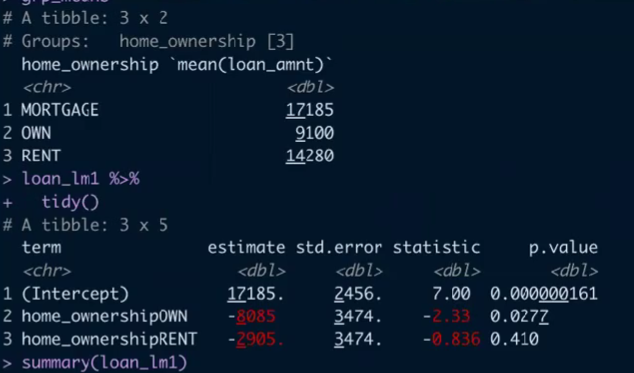 > grp_means
# A tibble: 3 x 2
# Groups:   home_ownership [3]
  home_ownership `mean(loan_amnt)`
  <chr>                      <dbl>
1 MORTGAGE                   17185
2 OWN                         9100
3 RENT                       14280
> loan_lm1 %>%
+   tidy()
# A tibble: 3 x 5
  term               estimate std.error statistic     p.value
  <chr>                 <dbl>     <dbl>     <dbl>       <dbl>
1 (Intercept)          17185.     2456.     7.00  0.000000161
2 home_ownershipOWN    -8085      3474.    -2.33  0.0277
3 home_ownershipRENT   -2905.     3474.    -0.836 0.410
> summary(loan_lm1)